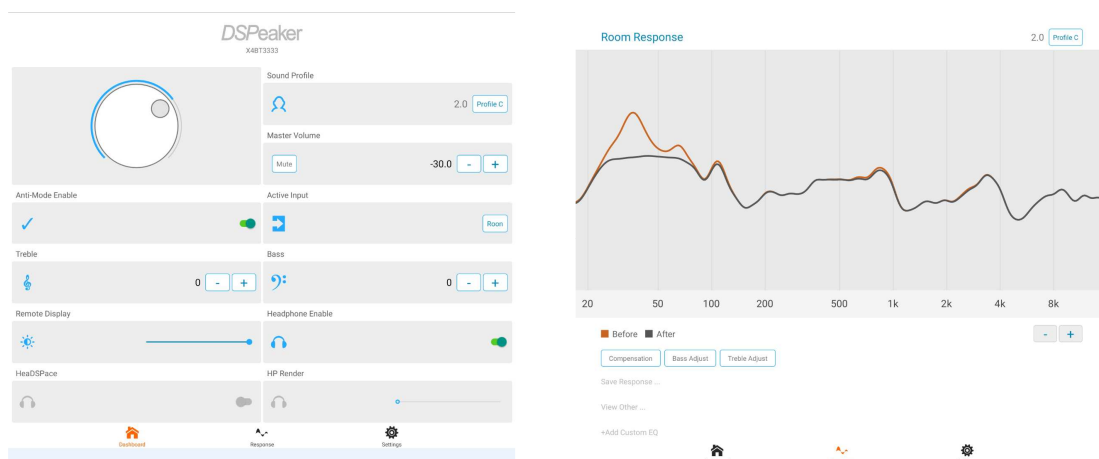 DSPeaker
X4BT3333
Sound Profile
2.0 Profile C
Master Volume
Mute -30.0 - +
Anti-Mode Enable
Active Input
Roon
Treble
0 - +
Bass
0 - +
Remote Display
Headphone Enable
HeaDSPace
HP Render
Dashboard Response Settings
Room Response 2.0 Profile C
20 50 100 200 500 1k 2k 4k 8k
Before After - +
Compensation Bass Adjust Treble Adjust
Save Response ...
View Other ...
+Add Custom EQ